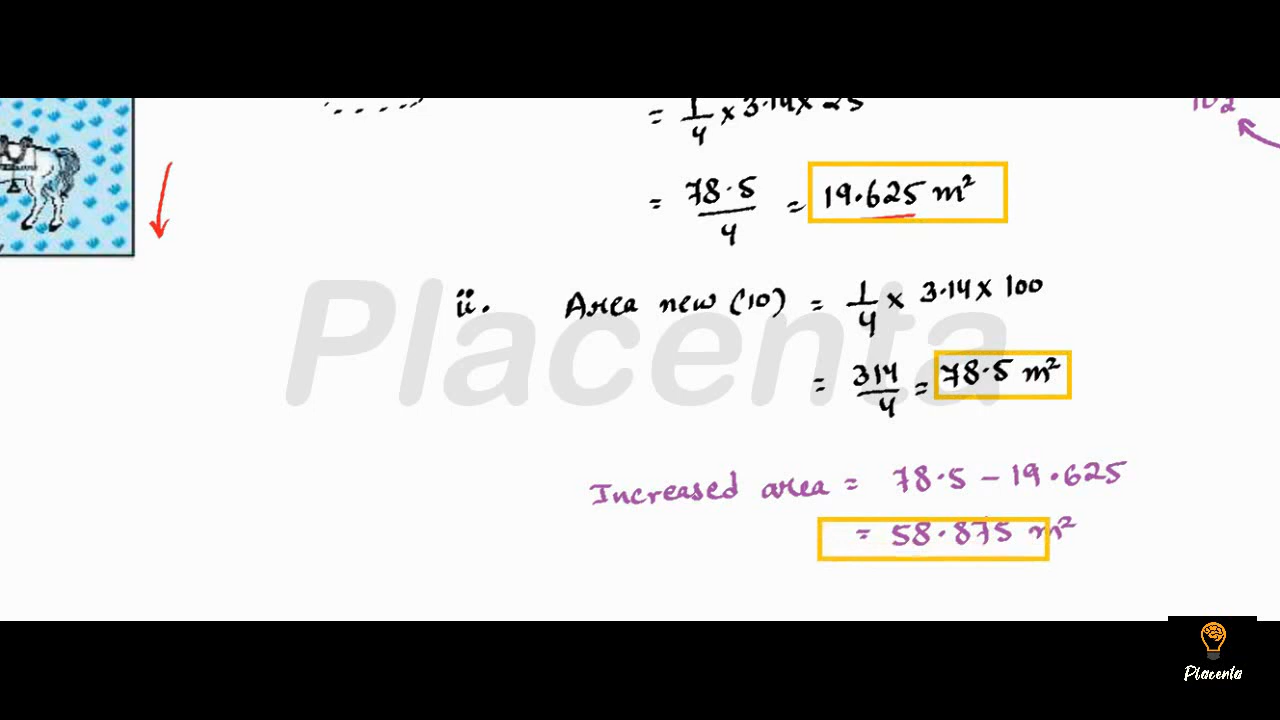 = 1/4 × 3.14 × 25
= 78.5/4 = 19.625 m²
ii. Area new (10) = 1/4 × 3.14 × 100
= 314/4 = 78.5 m²
Increased area = 78.5 − 19.625
= 58.875 m²
Placenta
Placenta